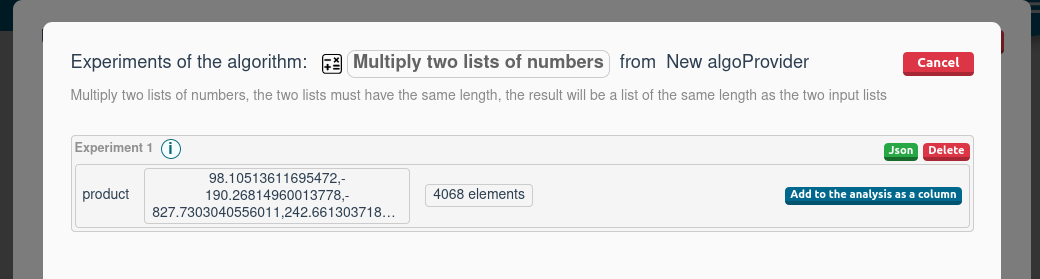 Experiments of the algorithm: Multiply two lists of numbers from New algoProvider Cancel
Multiply two lists of numbers, the two lists must have the same length, the result will be a list of the same length as the two input lists
Experiment 1 i Json Delete
product
98.10513611695472,-
190.26814960013778,-
827.7303040556011,242.661303718...
4068 elements
Add to the analysis as a column